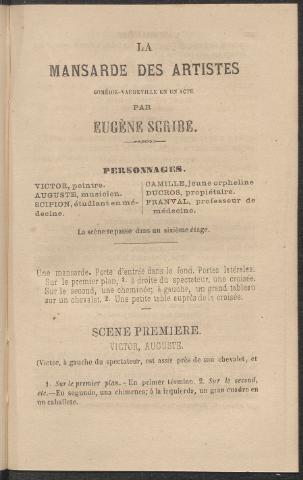 LA
MANSARDE DES ARTISTES
COMÉDIE-VAUDEVILLE EN UN ACTE
PAR
EUGÈNE SCRIBE.
PERSONNAGES.
VICTOR, peintre.
AUGUSTE, musicien.
SCIPION, étudiant en mé-
decine.
CAMILLE, jeune orpheline
DUCROS, propiétaire.
FRANVAL, professeur de
médecine.
La scène se passe dans un sixième étage.
Une mansarde. Porte d'entrée dans le fond. Portes latérales.
Sur le premier plan, 1. à droite du spectateur, une croisée.
Sur le second, une cheminée; à gauche, un grand tableau
sur un chevalet. 2. Une petite table auprès de la croisée.
SCENE PREMIERE.
VICTOR, AUGUSTE.
(Victor, à gauche du spectateur, est assis près de son chevalet, et
1. Sur le premier plan.—En primer término. 2. Sur le second,
etc.—En segundo, una chimenea; á la izquierda, un gran cuadro en
un caballete.